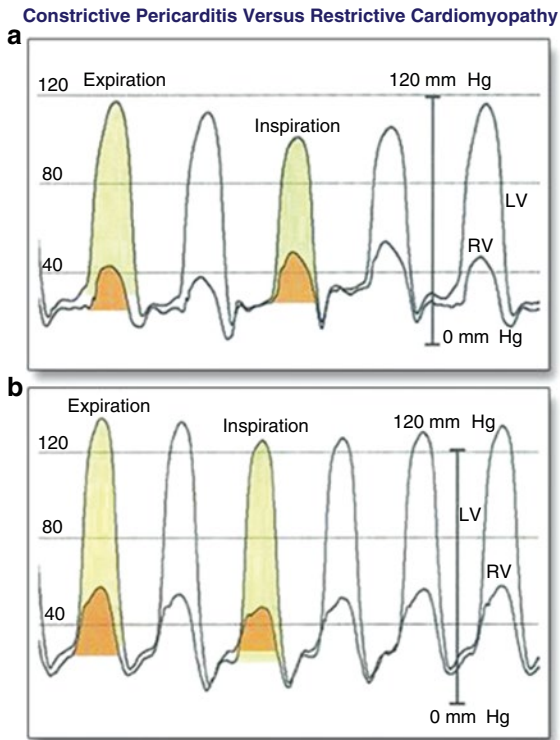 Constrictive Pericarditis Versus Restrictive Cardiomyopathy
a
Expiration
120 mm Hg
120
Inspiration
80
LV
RV
40
0 mm Hg
b
Expiration
Inspiration
120 mm Hg
120
LV
80
RV
40
0 mm Hg